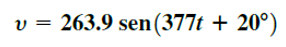 υ = 263.9 sen(377t + 20°)